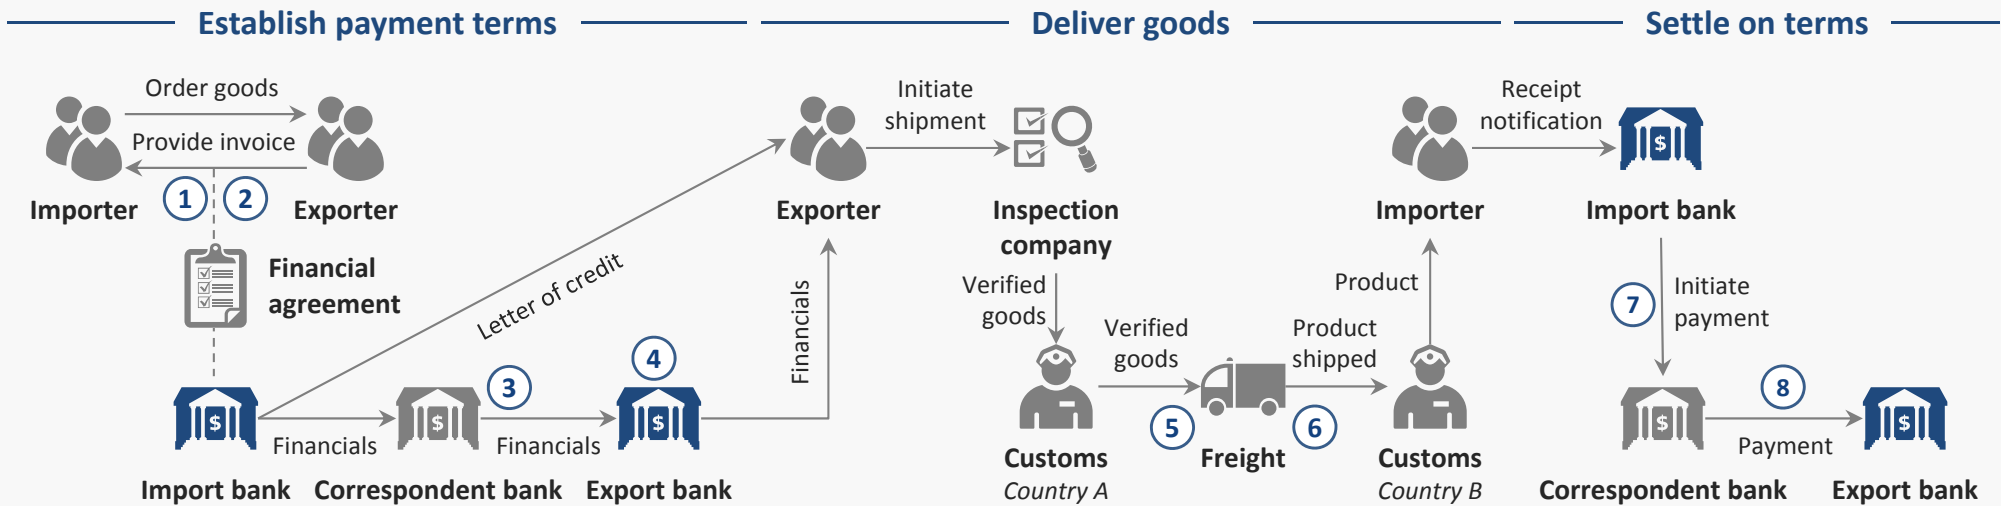 Establish payment terms
Deliver goods
Settle on terms
Order goods
Provide invoice
1
2
Importer
Exporter
Financial
agreement
Letter of credit
3
4
Financials
Financials
Financials
Import bank
Correspondent bank
Export bank
Initiate
shipment
Exporter
Inspection
company
Verified
goods
Verified
goods
Product
shipped
Product
5
6
Customs
Country A
Freight
Customs
Country B
Importer
Receipt
notification
Import bank
7
Initiate
payment
8
Payment
Correspondent bank
Export bank
$
$
$
$
$
$